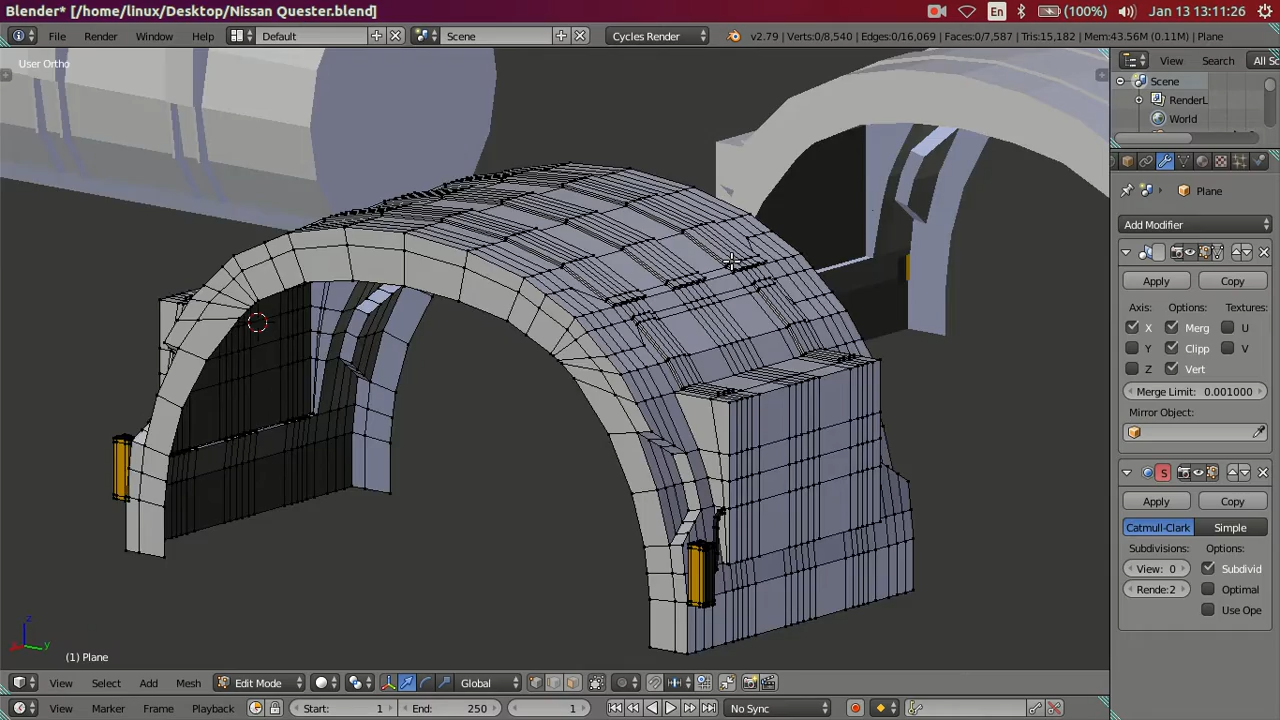 Blender* [/home/linux/Desktop/Nissan Quester.blend]
En
(100%)
Jan 13 13:11:26
File
Render
Window
Help
Default
Scene
Cycles Render
v2.79 | Verts:0/8,540 | Edges:0/16,069 | Faces:0/7,587 | Tris:15,182 | Mem:43.56M (0.11M) | Plane
User Ortho
View
Search
All Sc
Scene
RenderL
World
Plane
Add Modifier
Apply
Copy
Axis:
Options:
Textures:
X
Merg
U
Y
Clipp
V
Z
Vert
Merge Limit: 0.001000
Mirror Object:
S
Apply
Copy
Catmull-Clark
Simple
Subdivisions:
Options:
View: 0
Subdivid
Rende:2
Optimal
Use Ope
z
y
(1) Plane
View
Select
Add
Mesh
Edit Mode
Global
View
Marker
Frame
Playback
Start: 1
End: 250
1
No Sync